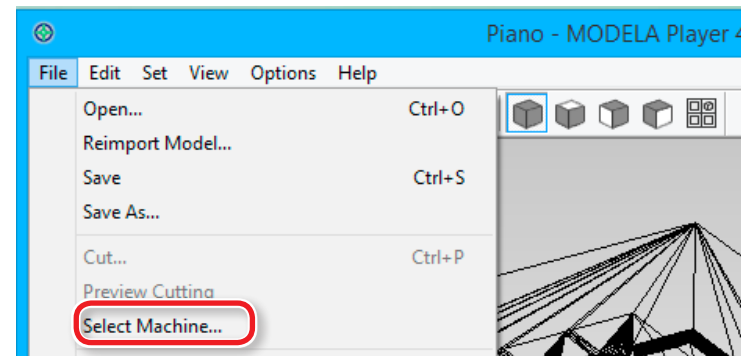 Piano - MODELA Player 4
File Edit Set View Options Help
Open... Ctrl+O
Reimport Model...
Save Ctrl+S
Save As...
Cut... Ctrl+P
Preview Cutting
Select Machine...